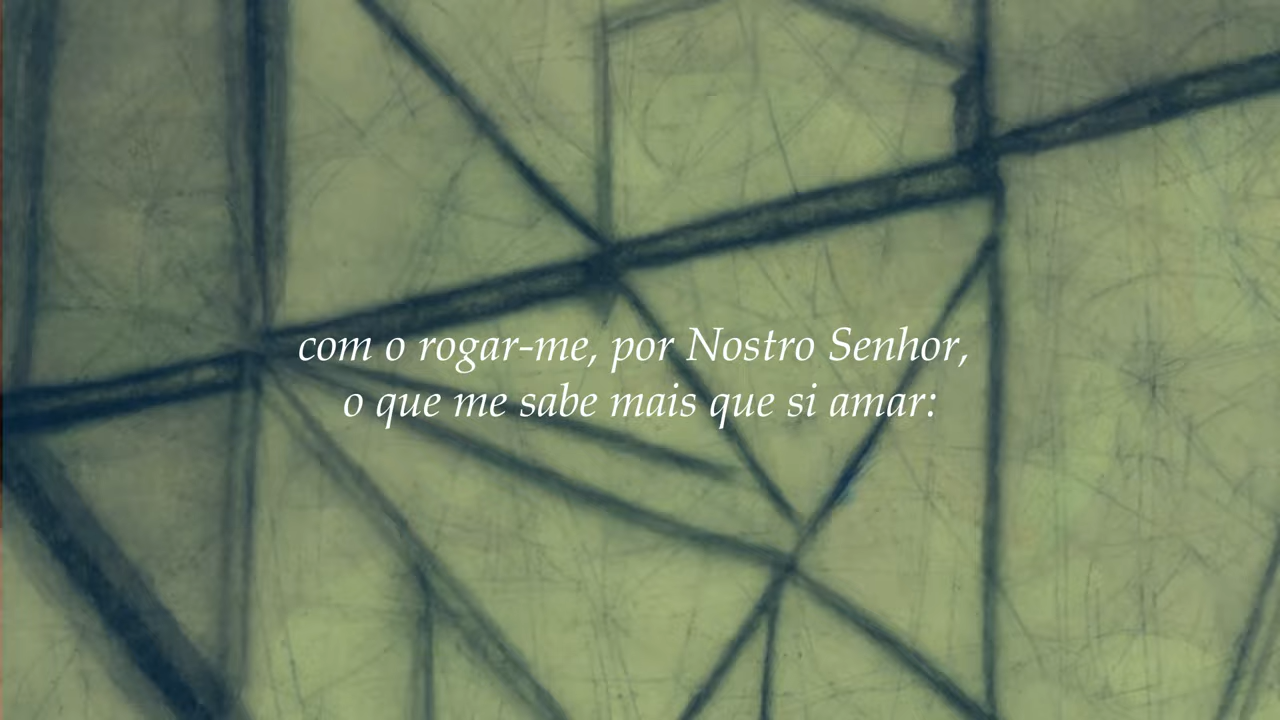 com o rogar-me, por Nostro Senhor,
o que me sabe mais que si amar: